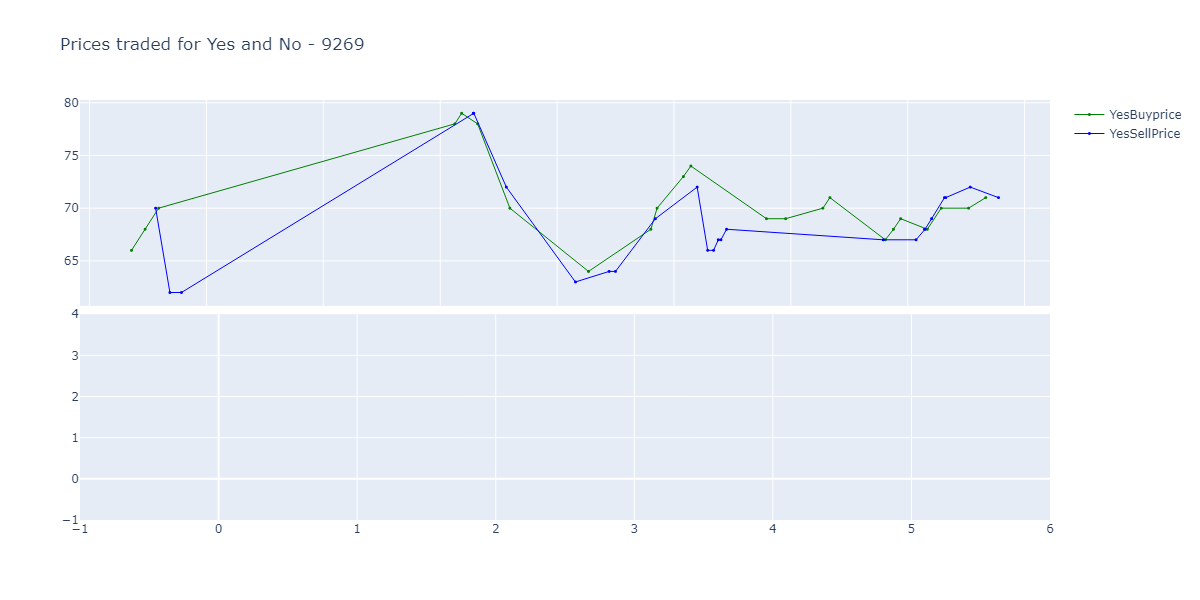 Prices traded for Yes and No - 9269
80
75
70
65
YesBuyprice
YesSellPrice
4
3
2
1
0
−1
−1 0 1 2 3 4 5 6